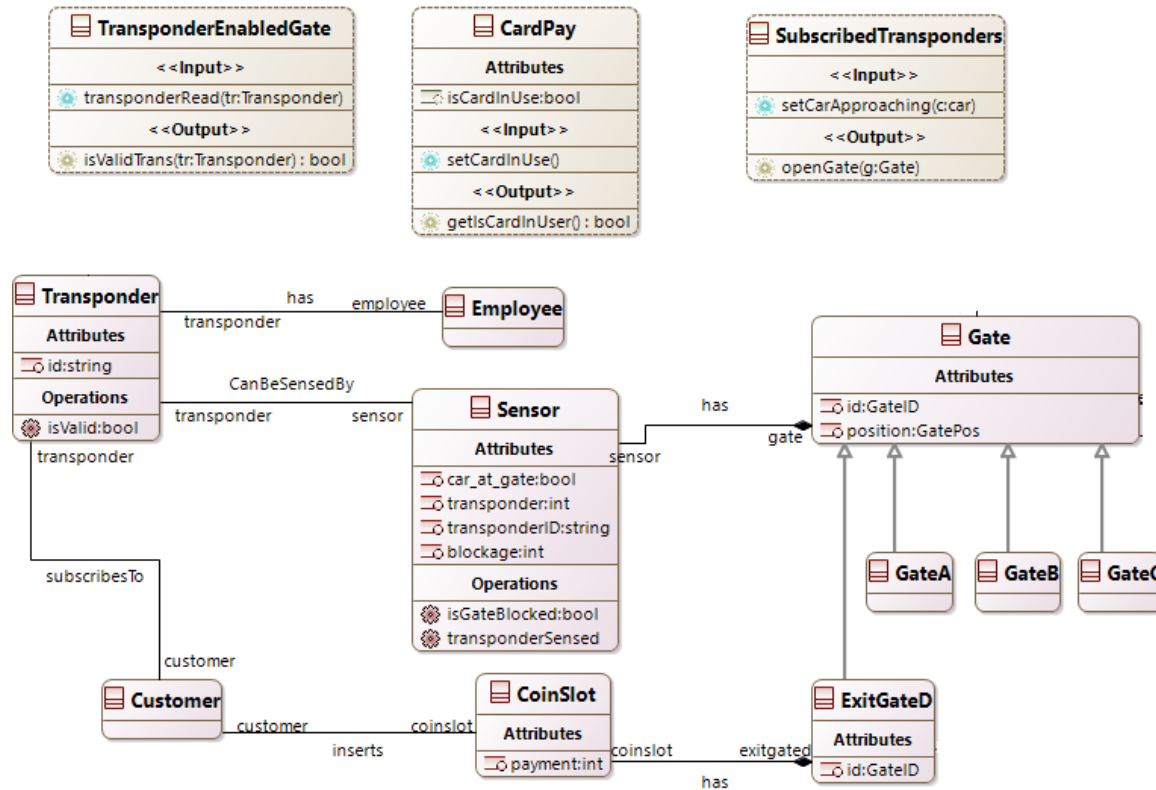 TransponderEnabledGate
<<Input>>
transponderRead(tr:Transponder)
<<Output>>
isValidTrans(tr:Transponder) : bool
CardPay
Attributes
isCardInUse:bool
<<Input>>
setCardInUse()
<<Output>>
getIsCardInUser() : bool
SubscribedTransponders
<<Input>>
setCarApproaching(c:car)
<<Output>>
openGate(g:Gate)
Transponder
Attributes
id:string
Operations
isValid:bool
has
employee
transponder
Employee
CanBeSensedBy
transponder
sensor
Sensor
Attributes
car_at_gate:bool
transponder:int
transponderID:string
blockage:int
Operations
isGateBlocked:bool
transponderSensed
has
gate
sensor
Gate
Attributes
id:GateID
position:GatePos
GateA
GateB
transponder
subscribesTo
customer
Customer
customer
coinslot
inserts
CoinSlot
Attributes
payment:int
coinslot
exitgated
has
ExitGateD
Attributes
id:GateID